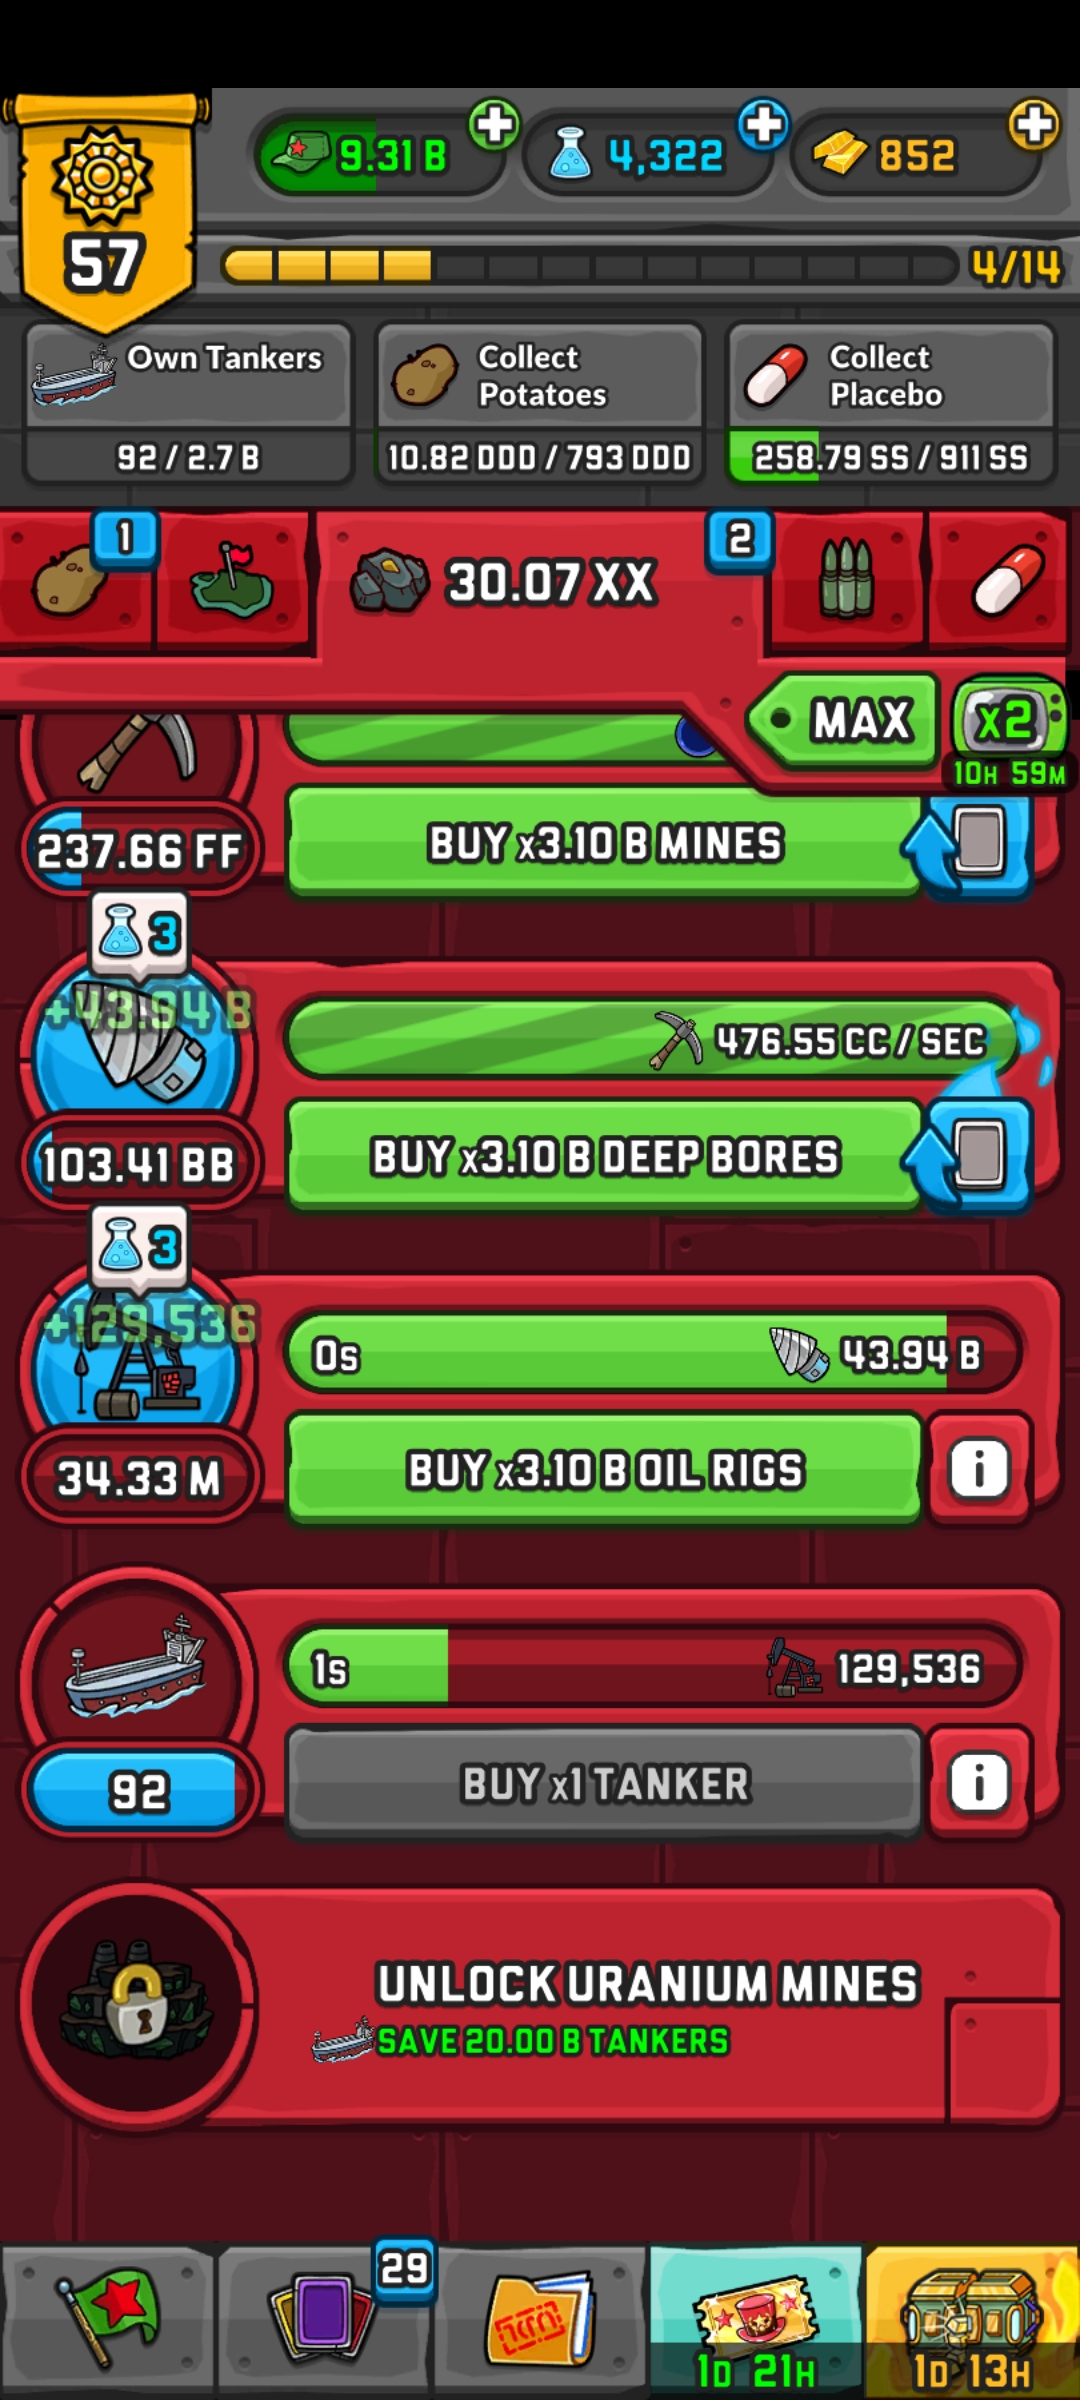 57
9.31 B
4,322
852
4/14
Own Tankers
92 / 2.7 B
Collect
Potatoes
10.82 DDD / 793 DDD
Collect
Placebo
258.79 SS / 911 SS
1
30.07 XX
2
MAX
X2
10H 59M
237.66 FF
BUY x3.10 B MINES
3
+43.94 B
476.55 CC / SEC
103.41 BB
BUY x3.10 B DEEP BORES
3
+129,536
0s
43.94 B
34.33 M
BUY x3.10 B OIL RIGS
i
1s
129,536
92
BUY x1 TANKER
i
UNLOCK URANIUM MINES
SAVE 20.00 B TANKERS
29
1D 21H
1D 13H